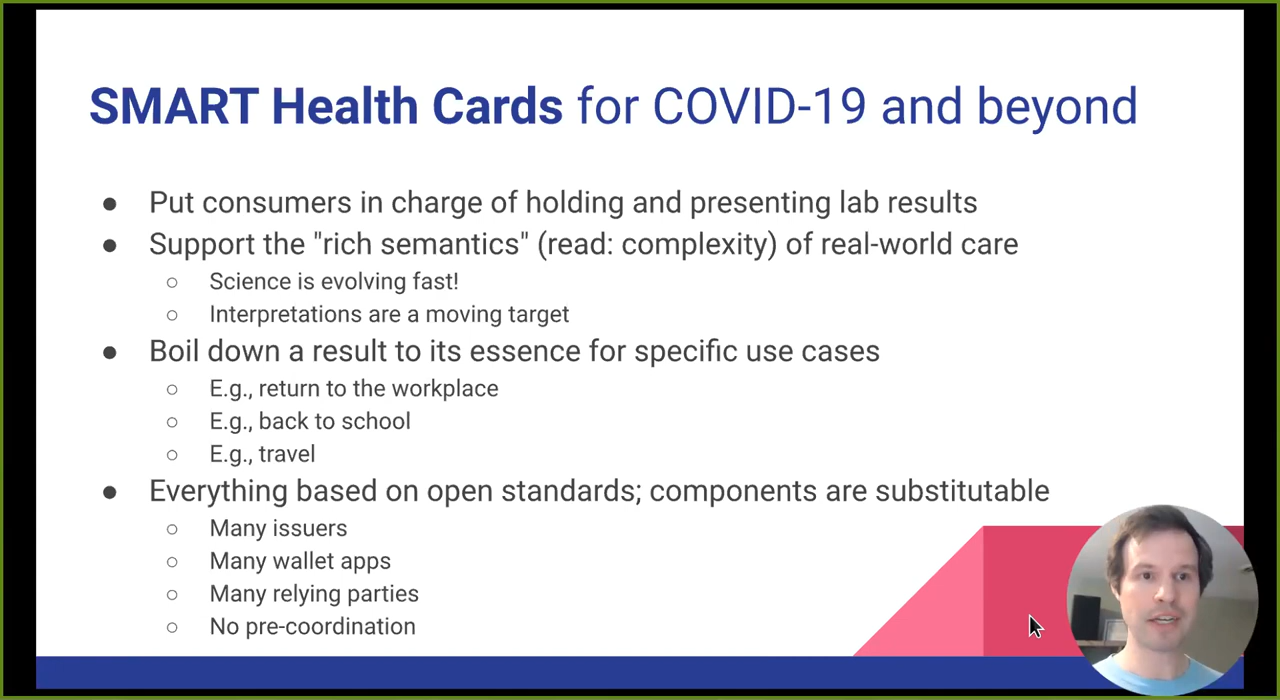 SMART Health Cards for COVID-19 and beyond
● Put consumers in charge of holding and presenting lab results
● Support the "rich semantics" (read: complexity) of real-world care
○ Science is evolving fast!
○ Interpretations are a moving target
● Boil down a result to its essence for specific use cases
○ E.g., return to the workplace
○ E.g., back to school
○ E.g., travel
● Everything based on open standards; components are substitutable
○ Many issuers
○ Many wallet apps
○ Many relying parties
○ No pre-coordination